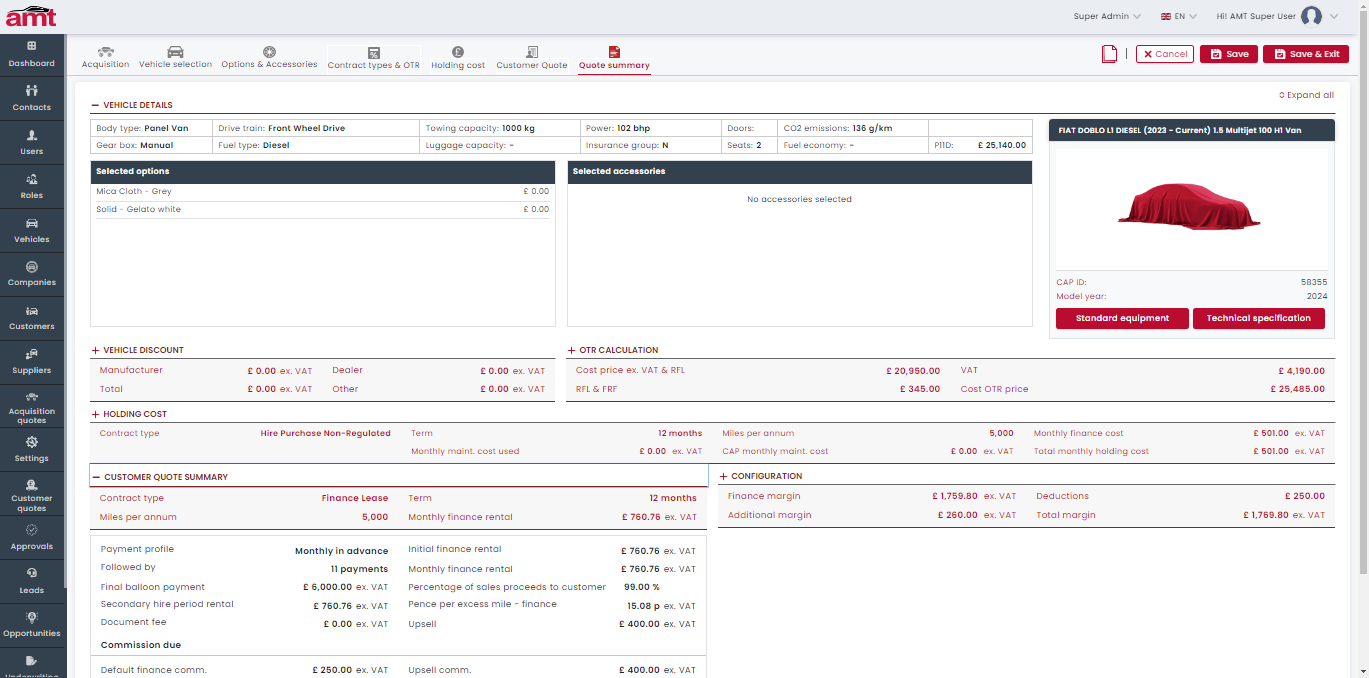 amt
Super Admin
EN
Hi! AMT Super User
Dashboard
Contacts
Users
Roles
Vehicles
Companies
Customers
Suppliers
Acquisition
quotes
Settings
Customer
quotes
Approvals
Leads
Opportunities
Underwriting
Acquisition
Vehicle selection
Options & Accessories
Contract types & OTR
Holding cost
Customer Quote
Quote summary
Cancel
Save
Save & Exit
Expand all
VEHICLE DETAILS
Body type: Panel Van Drive train: Front Wheel Drive Towing capacity: 1000 kg Power: 102 bhp Doors: CO2 emissions: 136 g/km
Gear box: Manual Fuel type: Diesel Luggage capacity: - Insurance group: N Seats: 2 Fuel economy: - P11D: £ 25,140.00
Selected options
Mica Cloth - Grey £ 0.00
Solid - Gelato white £ 0.00
Selected accessories
No accessories selected
FIAT DOBLO L1 DIESEL (2023 - Current) 1.5 Multijet 100 H1 Van
CAP ID: 58355
Model year: 2024
Standard equipment Technical specification
VEHICLE DISCOUNT
Manufacturer £ 0.00 ex. VAT Dealer £ 0.00 ex. VAT
Total £ 0.00 ex. VAT Other £ 0.00 ex. VAT
OTR CALCULATION
Cost price ex. VAT & RFL £ 20,950.00 VAT £ 4,190.00
RFL & FRF £ 345.00 Cost OTR price £ 25,485.00
HOLDING COST
Contract type Hire Purchase Non-Regulated Term 12 months Miles per annum 5,000 Monthly finance cost £ 501.00 ex. VAT
Monthly maint. cost used £ 0.00 ex. VAT CAP monthly maint. cost £ 0.00 ex. VAT Total monthly holding cost £ 501.00 ex. VAT
CUSTOMER QUOTE SUMMARY
Contract type Finance Lease Term 12 months
Miles per annum 5,000 Monthly finance rental £ 760.76 ex. VAT
CONFIGURATION
Finance margin £ 1,759.80 ex. VAT Deductions £ 250.00
Additional margin £ 260.00 ex. VAT Total margin £ 1,769.80 ex. VAT
Payment profile Monthly in advance Initial finance rental £ 760.76 ex. VAT
Followed by 11 payments Monthly finance rental £ 760.76 ex. VAT
Final balloon payment £ 6,000.00 ex. VAT Percentage of sales proceeds to customer 99.00 %
Secondary hire period rental £ 760.76 ex. VAT Pence per excess mile - finance 15.08 p ex. VAT
Document fee £ 0.00 ex. VAT Upsell £ 400.00 ex. VAT
Commission due
Default finance comm. £ 250.00 ex. VAT Upsell comm. £ 400.00 ex. VAT